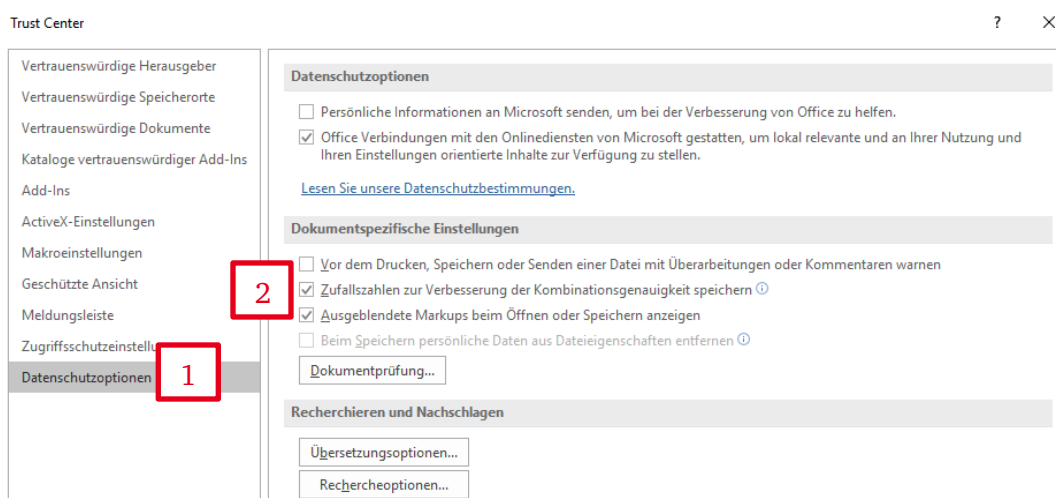 Trust Center
?
Vertrauenswürdige Herausgeber
Vertrauenswürdige Speicherorte
Vertrauenswürdige Dokumente
Kataloge vertrauenswürdiger Add-Ins
Add-Ins
ActiveX-Einstellungen
Makroeinstellungen
Geschützte Ansicht
Meldungsleiste
Zugriffsschutzeinstellu
Datenschutzoptionen
1
2
Datenschutzoptionen
Persönliche Informationen an Microsoft senden, um bei der Verbesserung von Office zu helfen.
Office Verbindungen mit den Onlinediensten von Microsoft gestatten, um lokal relevante und an Ihrer Nutzung und
Ihren Einstellungen orientierte Inhalte zur Verfügung zu stellen.
Lesen Sie unsere Datenschutzbestimmungen.
Dokumentspezifische Einstellungen
Vor dem Drucken, Speichern oder Senden einer Datei mit Überarbeitungen oder Kommentaren warnen
Zufallszahlen zur Verbesserung der Kombinationsgenauigkeit speichern
Ausgeblendete Markups beim Öffnen oder Speichern anzeigen
Beim Speichern persönliche Daten aus Dateieigenschaften entfernen
Dokumentprüfung...
Recherchieren und Nachschlagen
Übersetzungsoptionen...
Rechercheoptionen...